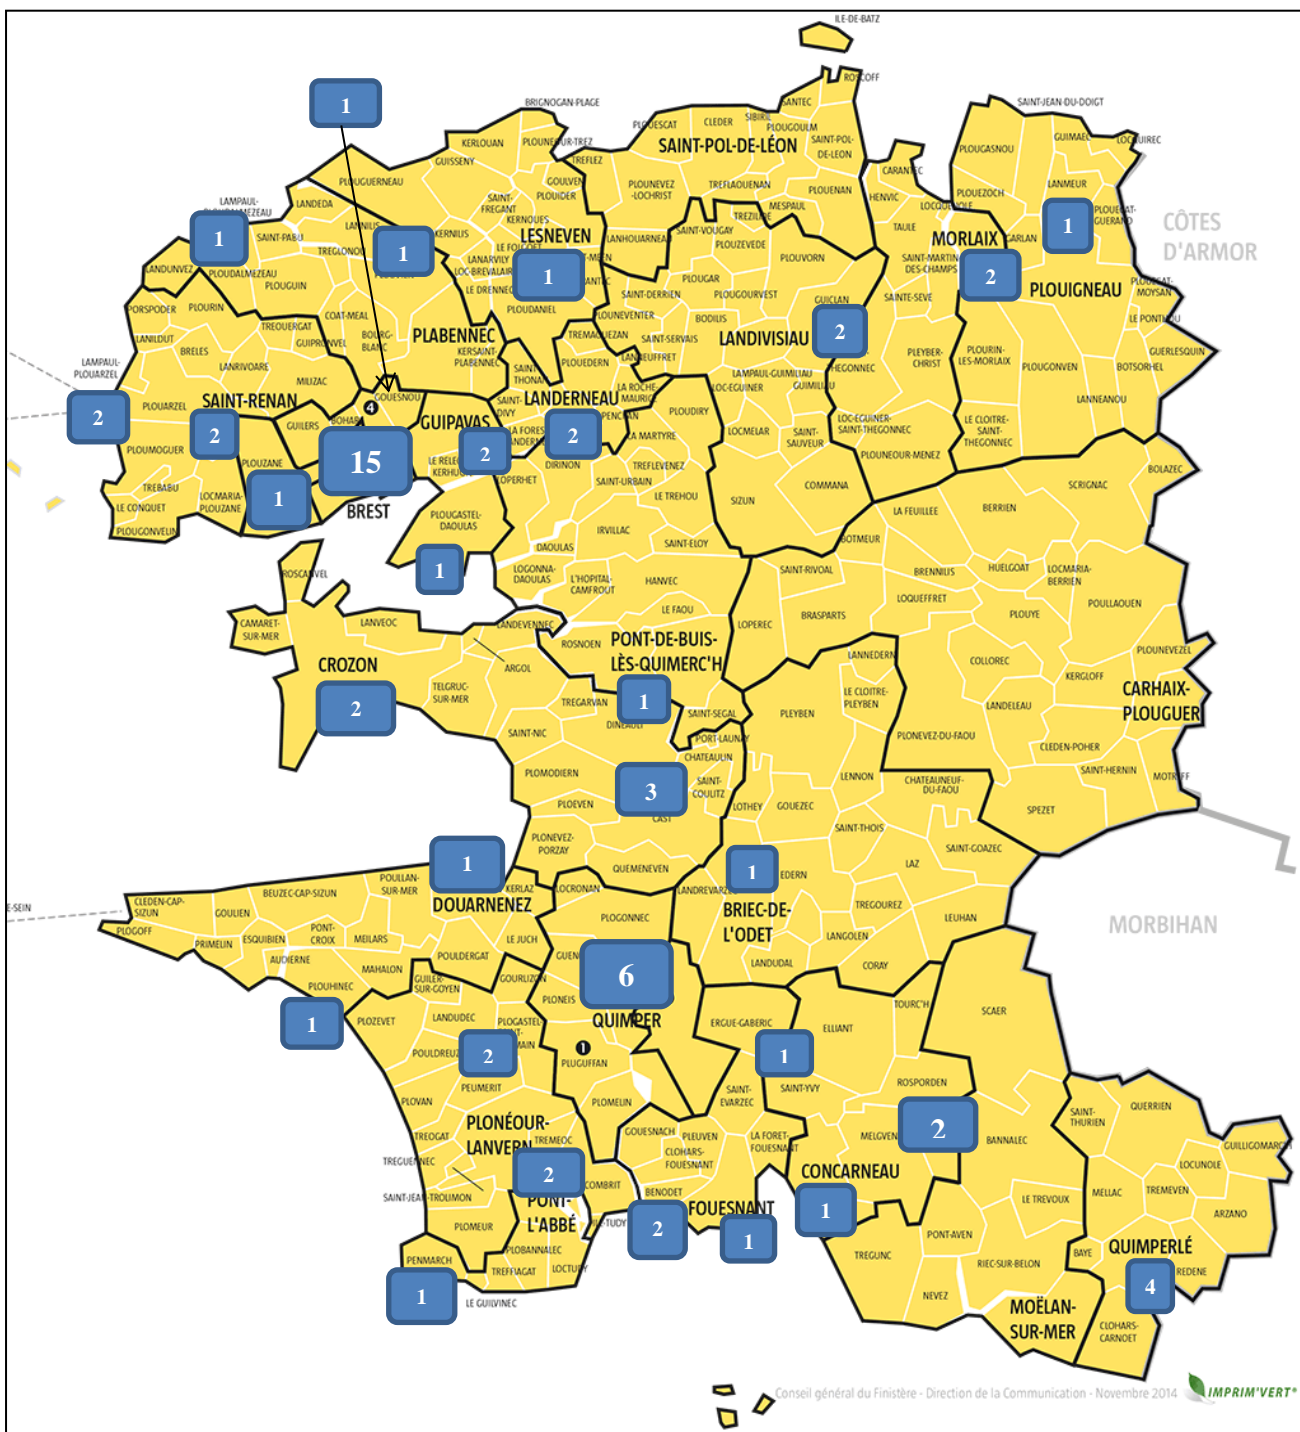 ILE-DE-BATZ
ROSCOFF
1
BRIGNOGAN-PLAGE
SANTEC
SAINT-JEAN-DU-DOIGT
CLEDER
SIBIRIL
PLOUESCAT
PLOUGOULM
KERLOUAN
PLOUNEOUR-TREZ
SAINT-POL-DE-LÉON
SAINT-POL-
DE-LEON
PLOUGASNOU
GUIMAEC
LOCQUIREC
GUISSENY
TREFLEZ
CARANTEC
PLOUGUERNEAU
GOULVEN
PLOUIDER
PLOUNEVEZ
-LOCHRIST
TREFLAOUENAN
PLOUENAN
HENVIC
PLOUEZOCH
LANMEUR
LAMPAUL-
LANDEDA
SAINT-
FREGANT
MESPAUL
LOCQUENOLE
PLOUEGAT-
GUERAND
TREZILIDE
KERNOUES
LANNILIS
TAULE
1
SAINT-PABU
KERNILIS
LESNEVEN
LANHOUARNEAU
SAINT-VOUGAY
PLOUZEVEDE
MORLAIX
GARLAN
1
CÔTES
D'ARMOR
TREGLONOU
1
LE FOLGOET
LANARVILY
LOC-BREVALAIRE
PLOUVORN
SAINT-MARTIN
DES-CHAMPS
2
LANDUNVEZ
PLOUDALMEZEAU
1
PLOUGAR
PLOUIGNEAU
PLOUEGAT-
MOYSAN
PLOUGUIN
LE DRENNEC
SAINT-DERRIEN
PLOUGOURVEST
GUICLAN
SAINTE-SEVE
PORSPODER
PLOURIN
PLOUDANIEL
PLOUNEVENTER
BODILIS
2
LE PONTHOU
COAT-MEAL
TREOUERGAT
PLABENNEC
TREMAOUEZAN
SAINT-SERVAIS
LANDIVISIAU
LANILDUT
GUIPRONVEL
BOURG-
BLANC
BRELES
KERSAINT-
PLABENNEC
LANNEUFFRET
PLEYBER-
CHRIST
PLOURIN-
LES-MORLAIX
GUERLESQUIN
LAMPAUL-
PLOUARZEL
LANRIVOARE
SAINT-
THONAN
PLOUEDERN
LAMPAUL-GUIMILIAU
PLOUGONVEN
BOTSORHEL
MILIZAC
LA ROCHE-
MAURICE
LOC-EGUINER
GUIMILIAU
PLOUARZEL
SAINT-RENAN
GOUESNOU
4
SAINT-
DIVY
LANDERNEAU
LANNEANOU
2
GUIPAVAS
PENCRAN
PLOUDIRY
2
GUILERS
LA MARTYRE
LOCMELAR
SAINT-
SAUVEUR
LOC-EGUINER-
SAINT-THEGONNEC
LE CLOITRE-
SAINT-
THEGONNEC
PLOUMOGUER
15
2
2
PLOUZANE
DIRINON
TREFLEVENEZ
PLOUNEOUR-MENEZ
TREBABU
1
LOPERHET
SAINT-URBAIN
BOLAZEC
LE CONQUET
LOCMARIA-
PLOUZANE
BREST
LE TREHOU
SIZUN
COMMANA
SCRIGNAC
PLOUGONVELIN
PLOUGASTEL-
DAOULAS
IRVILLAC
LA FEUILLEE
BERRIEN
SAINT-ELOY
BOTMEUR
DAOULAS
ROSCANVEL
1
LOGONNA-
DAOULAS
L'HOPITAL-
CAMFROUT
HANVEC
SAINT-RIVOAL
BRENNILIS
HUELGOAT
LOCMARIA-
BERRIEN
LOQUEFFRET
CAMARET-
SUR-MER
LANVEOC
LANDEVENNEC
LE FAOU
LOPEREC
BRASPARTS
PLOUYE
POULLAOUEN
CROZON
ROSNOEN
PONT-DE-BUIS-
LÈS-QUIMERC'H
LANNEDERN
PLOUNEVEZEL
ARGOL
COLLOREC
TELGRUC-
SUR-MER
TREGARVAN
LE CLOITRE-
PLEYBEN
KERGLOFF
CARHAIX-
PLOUGUER
2
1
SAINT-SEGAL
PLEYBEN
LANDELEAU
SAINT-NIC
DINEAULT
PORT-LAUNAY
PLONEVEZ-DU-FAOU
CLEDEN-POHER
CHATEAULIN
PLOMODIERN
3
SAINT-
COULITZ
LENNON
CHATEAUNEUF-
DU-FAOU
SAINT-HERNIN
MOTREFF
PLOEVEN
CAST
LOTHEY
GOUEZEC
SPEZET
PLONEVEZ-
PORZAY
SAINT-THOIS
SAINT-GOAZEC
1
QUEMENEVEN
1
EDERN
LAZ
POULLAN-
SUR-MER
KERLAZ
LOCRONAN
LANDREVARZEC
BEUZEC-CAP-SIZUN
CLEDEN-CAP-
SIZUN
DOUARNENEZ
BRIEC-DE-
L'ODET
TREGOUREZ
LEUHAN
E-SEIN
GOULIEN
PLOGONNEC
MORBIHAN
PLOGOFF
PRIMELIN
ESQUIBIEN
PONT-
CROIX
MEILARS
LE JUCH
LANGOLEN
AUDIERNE
POULDERGAT
LANDUDAL
CORAY
MAHALON
GUILER-
SUR-GOYEN
GOURLIZON
6
PLOUHINEC
PLONEIS
TOURC'H
SCAER
1
PLOZEVET
LANDUDEC
QUIMPER
ERGUE-GABERIC
ELLIANT
2
1
1
PLUGUFFAN
PEUMERIT
SAINT-YVY
ROSPORDEN
PLOVAN
PLOMELIN
SAINT-
EVARZEC
QUERRIEN
PLONÉOUR-
LANVERN
SAINT-
THURIEN
TREOGAT
TREMEOC
GOUESNACH
PLEUVEN
LA FORET-
FOUESNANT
MELGVEN
2
BANNALEC
GUILLIGOMARCH
TREGUENNEC
2
CLOHARS-
FOUESNANT
CONCARNEAU
LOCUNOLE
SAINT-JEAN-TROLIMON
COMBRIT
BENODET
MELLAC
TREMEVEN
PONT-
L'ABBÉ
FOUESNANT
1
LE TREVOUX
ARZANO
PLOMEUR
2
1
PONT-AVEN
BAYE
QUIMPERLÉ
PENMARCH
PLOBANNALEC
TREGUNC
RIEC-SUR-BELON
REDENE
TREFFIAGAT
LOCTUDY
4
1
LE GUILVINEC
NEVEZ
MOËLAN-
SUR-MER
CLOHARS-
CARNOET
Conseil général du Finistère - Direction de la Communication - Novembre 2014
IMPRIM'VERT®